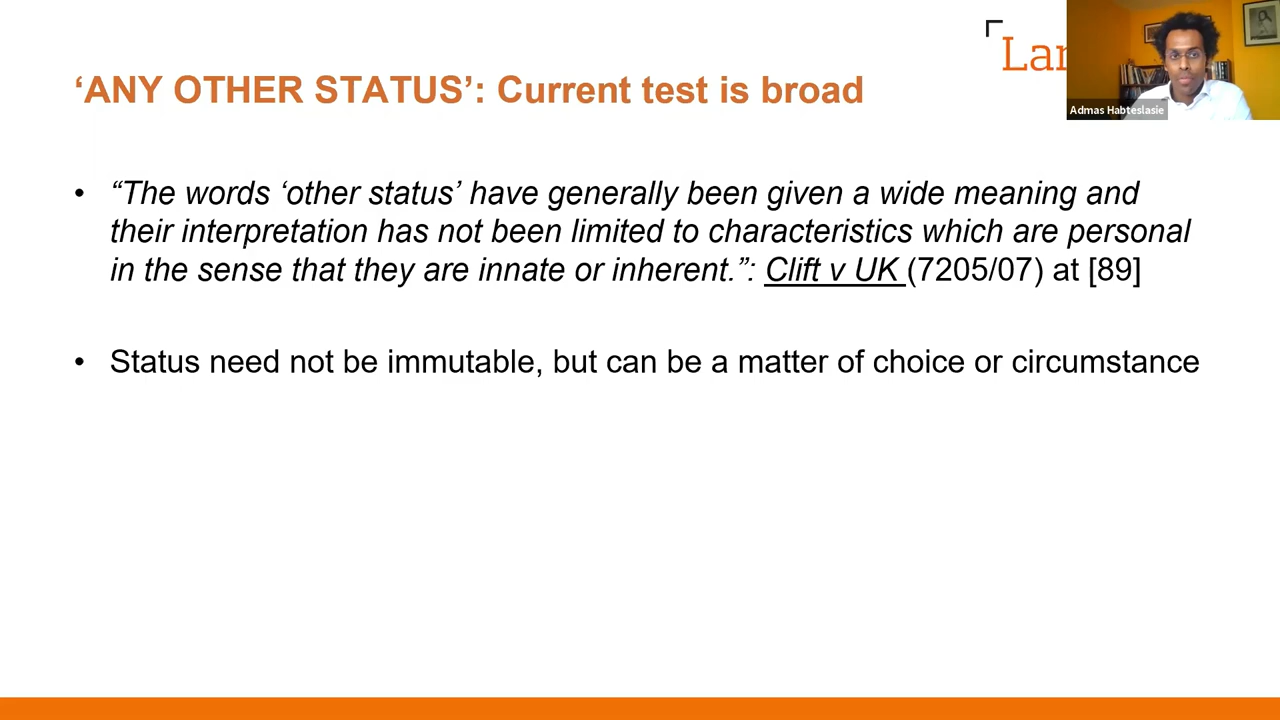 Lan
Admas Habteslasie
‘ANY OTHER STATUS’: Current test is broad
• “The words ‘other status’ have generally been given a wide meaning and
their interpretation has not been limited to characteristics which are personal
in the sense that they are innate or inherent.”: Clift v UK (7205/07) at [89]
• Status need not be immutable, but can be a matter of choice or circumstance